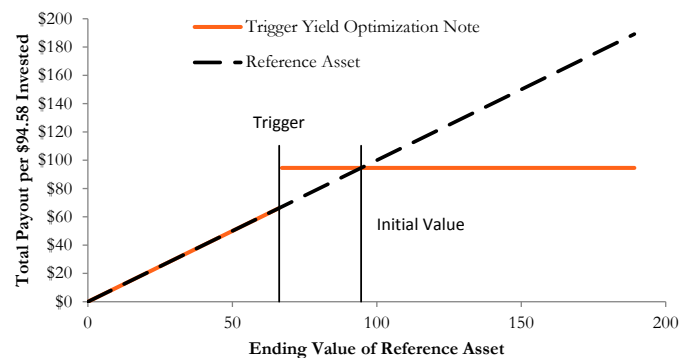 Total Payout per $94.58 Invested
$200
$180
$160
$140
$120
$100
$80
$60
$40
$20
$0
Trigger Yield Optimization Note
Reference Asset
Trigger
Initial Value
0
50
100
150
200
Ending Value of Reference Asset